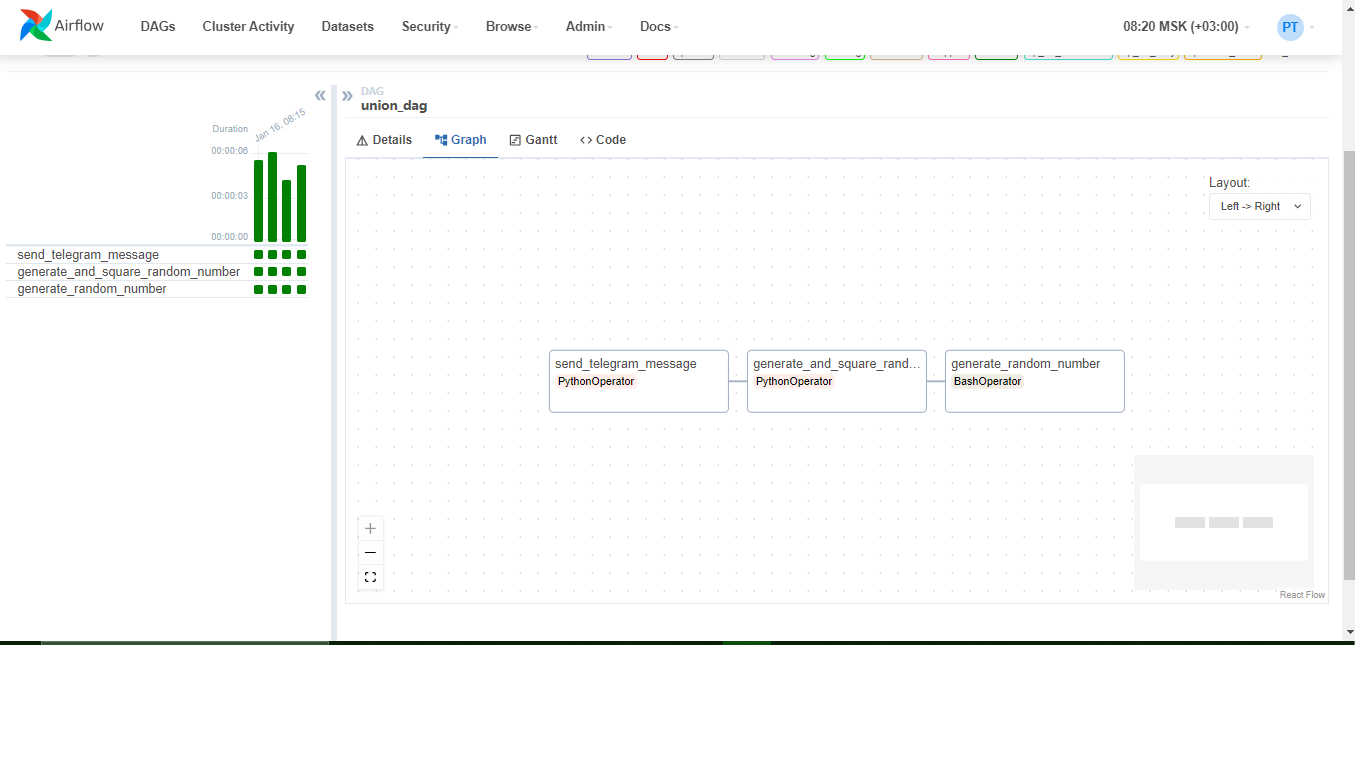 Airflow
DAGs
Cluster Activity
Datasets
Security
Browse
Admin
Docs
08:20 MSK (+03:00)
PT
DAG
union_dag
Details
Graph
Gantt
Code
Layout:
Left -> Right
Duration
Jan 16, 08:15
00:00:06
00:00:03
00:00:00
send_telegram_message
generate_and_square_random_number
generate_random_number
send_telegram_message
PythonOperator
generate_and_square_rand…
PythonOperator
generate_random_number
BashOperator
React Flow